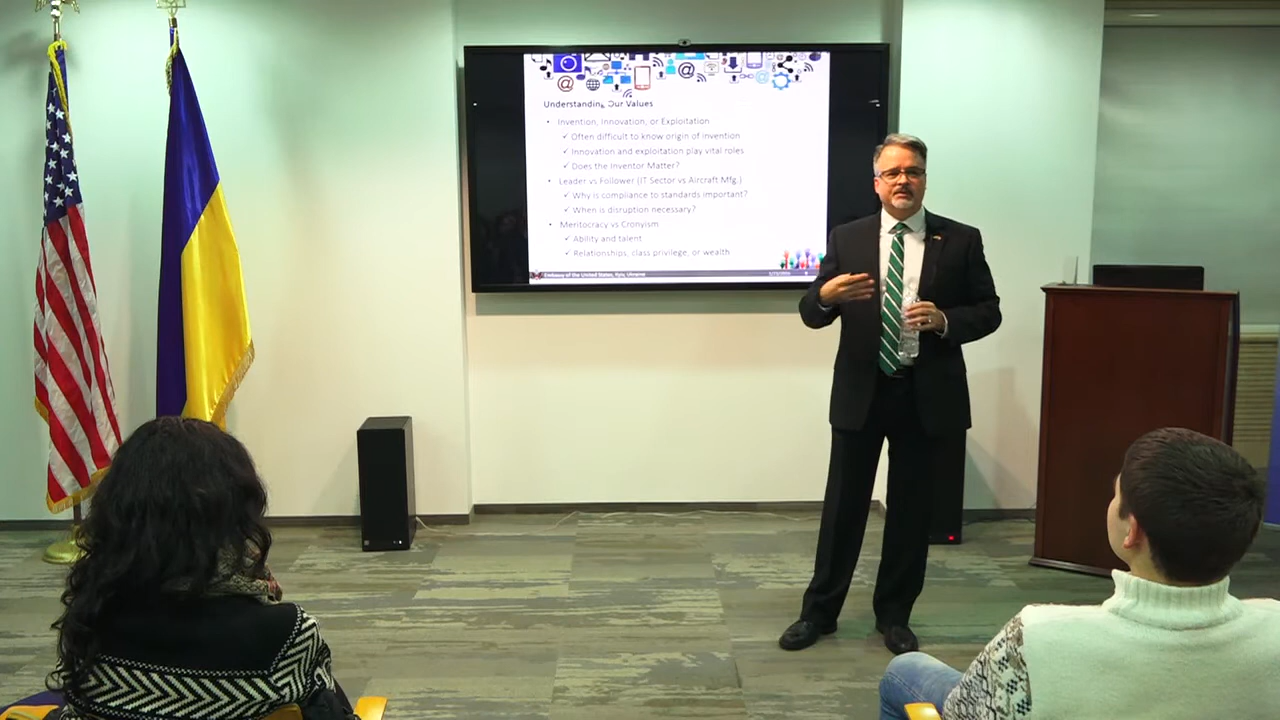 Understanding Our Values
• Invention, Innovation, or Exploitation
✓ Often difficult to know origin of invention
✓ Innovation and exploitation play vital roles
✓ Does the Inventor Matter?
• Leader vs Follower (IT Sector vs Aircraft Mfg.)
✓ Why is compliance to standards important?
✓ When is disruption necessary?
• Meritocracy vs Cronyism
✓ Ability and talent
✓ Relationships, class privilege, or wealth
Embassy of the United States, Kyiv, Ukraine